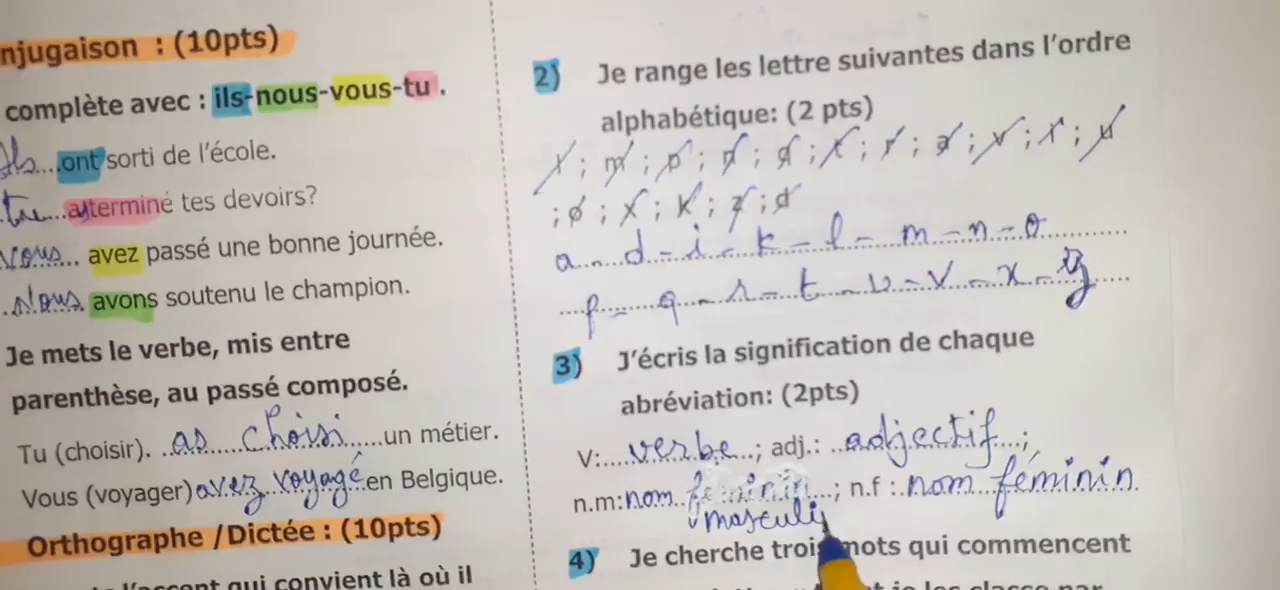 njugaison : (10pts)
complète avec : ils-nous-vous-tu .
Ils....ont sorti de l'école.
.tu...as terminé tes devoirs?
vous... avez passé une bonne journée.
..Nous. avons soutenu le champion.
Je mets le verbe, mis entre
parenthèse, au passé composé.
Tu (choisir). .as choisi.....un métier.
Vous (voyager) avez voyagé en Belgique.
Orthographe /Dictée : (10pts)
l'accent qui convient là où il
2) Je range les lettre suivantes dans l'ordre
alphabétique: (2 pts)
a - d - i - k - l - m - n - o
p - q - r - t - u - v - x - z
3) J'écris la signification de chaque
abréviation: (2pts)
V:....verbe..; adj.: ..adjectif...;
n.m:nom..féminin...; n.f :..nom féminin.
masculi
4) Je cherche trois mots qui commencent